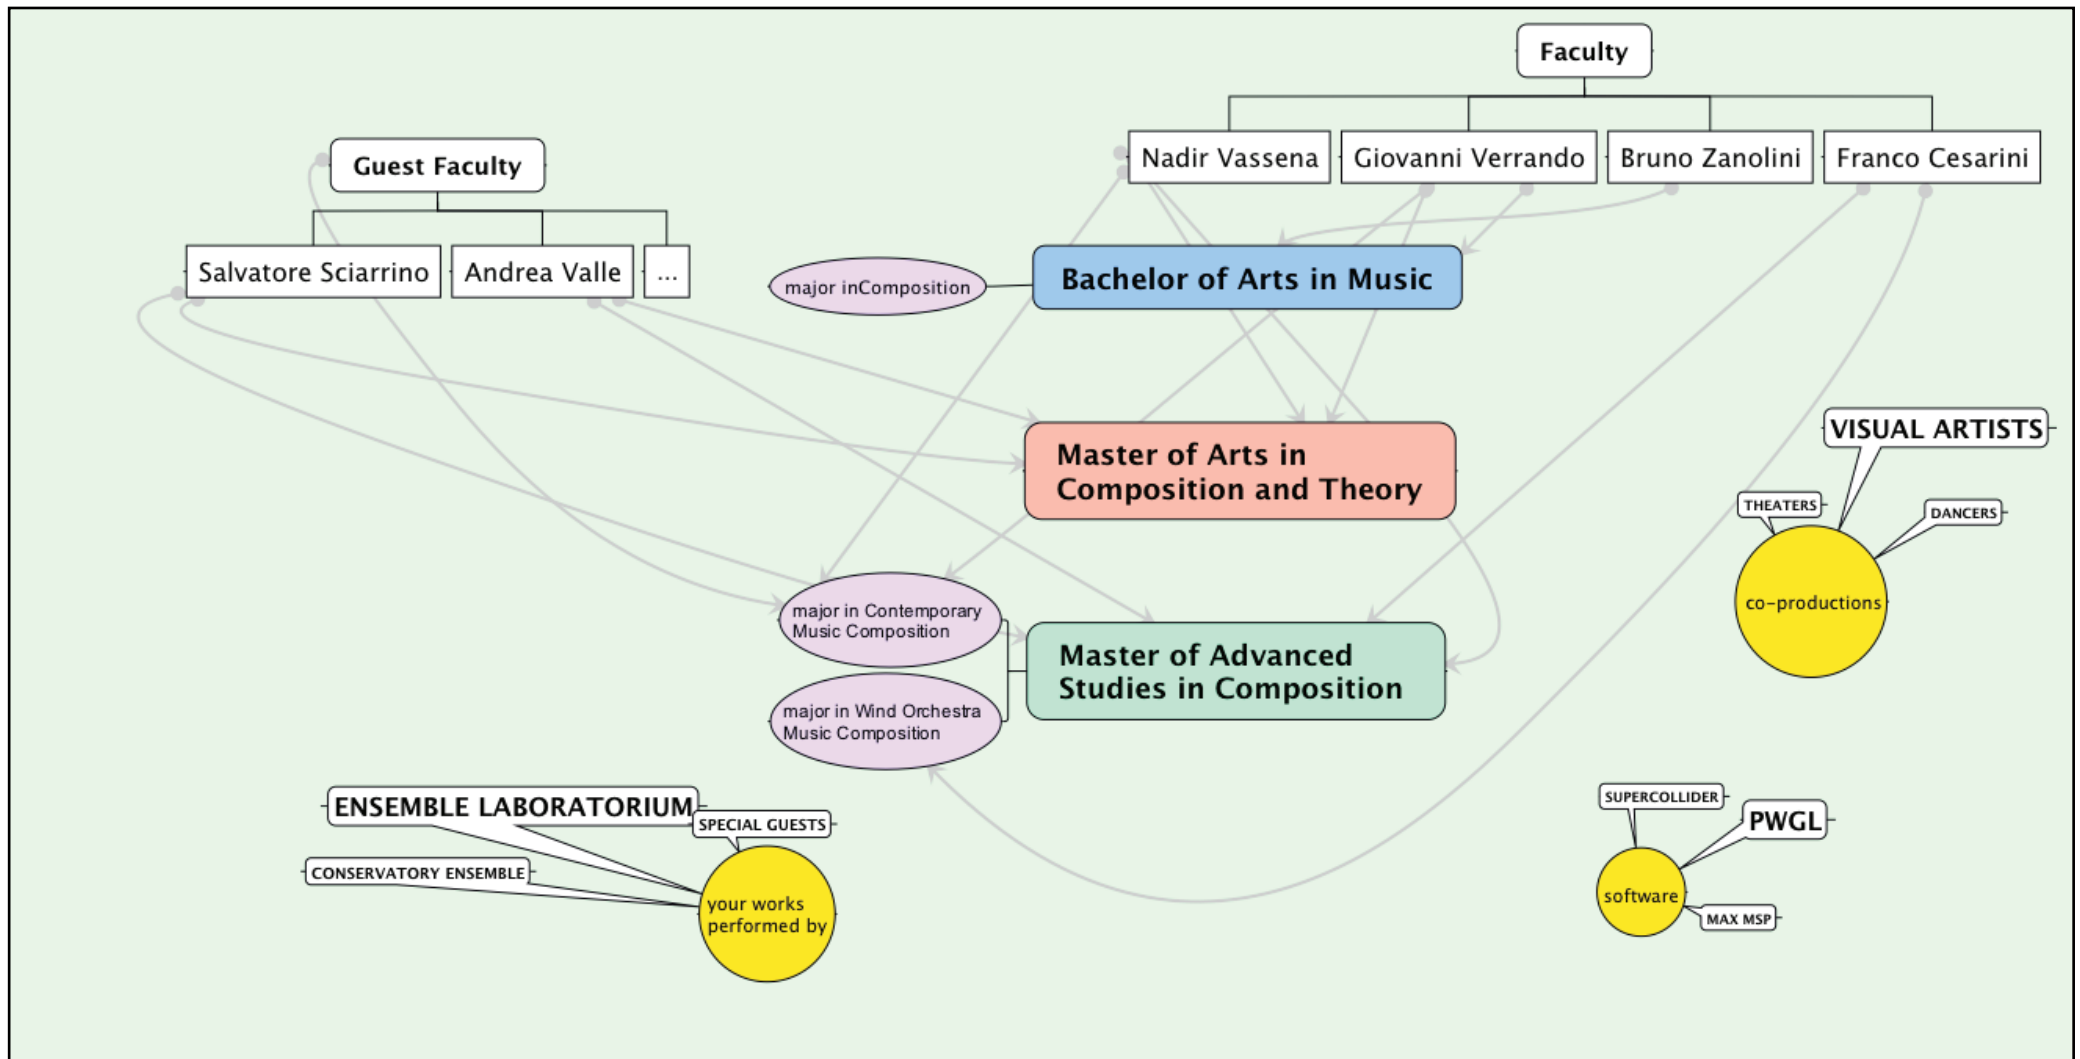 Faculty
Nadir Vassena
Giovanni Verrando
Bruno Zanolini
Franco Cesarini
Guest Faculty
Salvatore Sciarrino
Andrea Valle
...
major inComposition
Bachelor of Arts in Music
Master of Arts in
Composition and Theory
VISUAL ARTISTS
THEATERS
DANCERS
co-productions
major in Contemporary
Music Composition
Master of Advanced
Studies in Composition
major in Wind Orchestra
Music Composition
ENSEMBLE LABORATORIUM
SPECIAL GUESTS
CONSERVATORY ENSEMBLE
your works
performed by
SUPERCOLLIDER
PWGL
software
MAX MSP